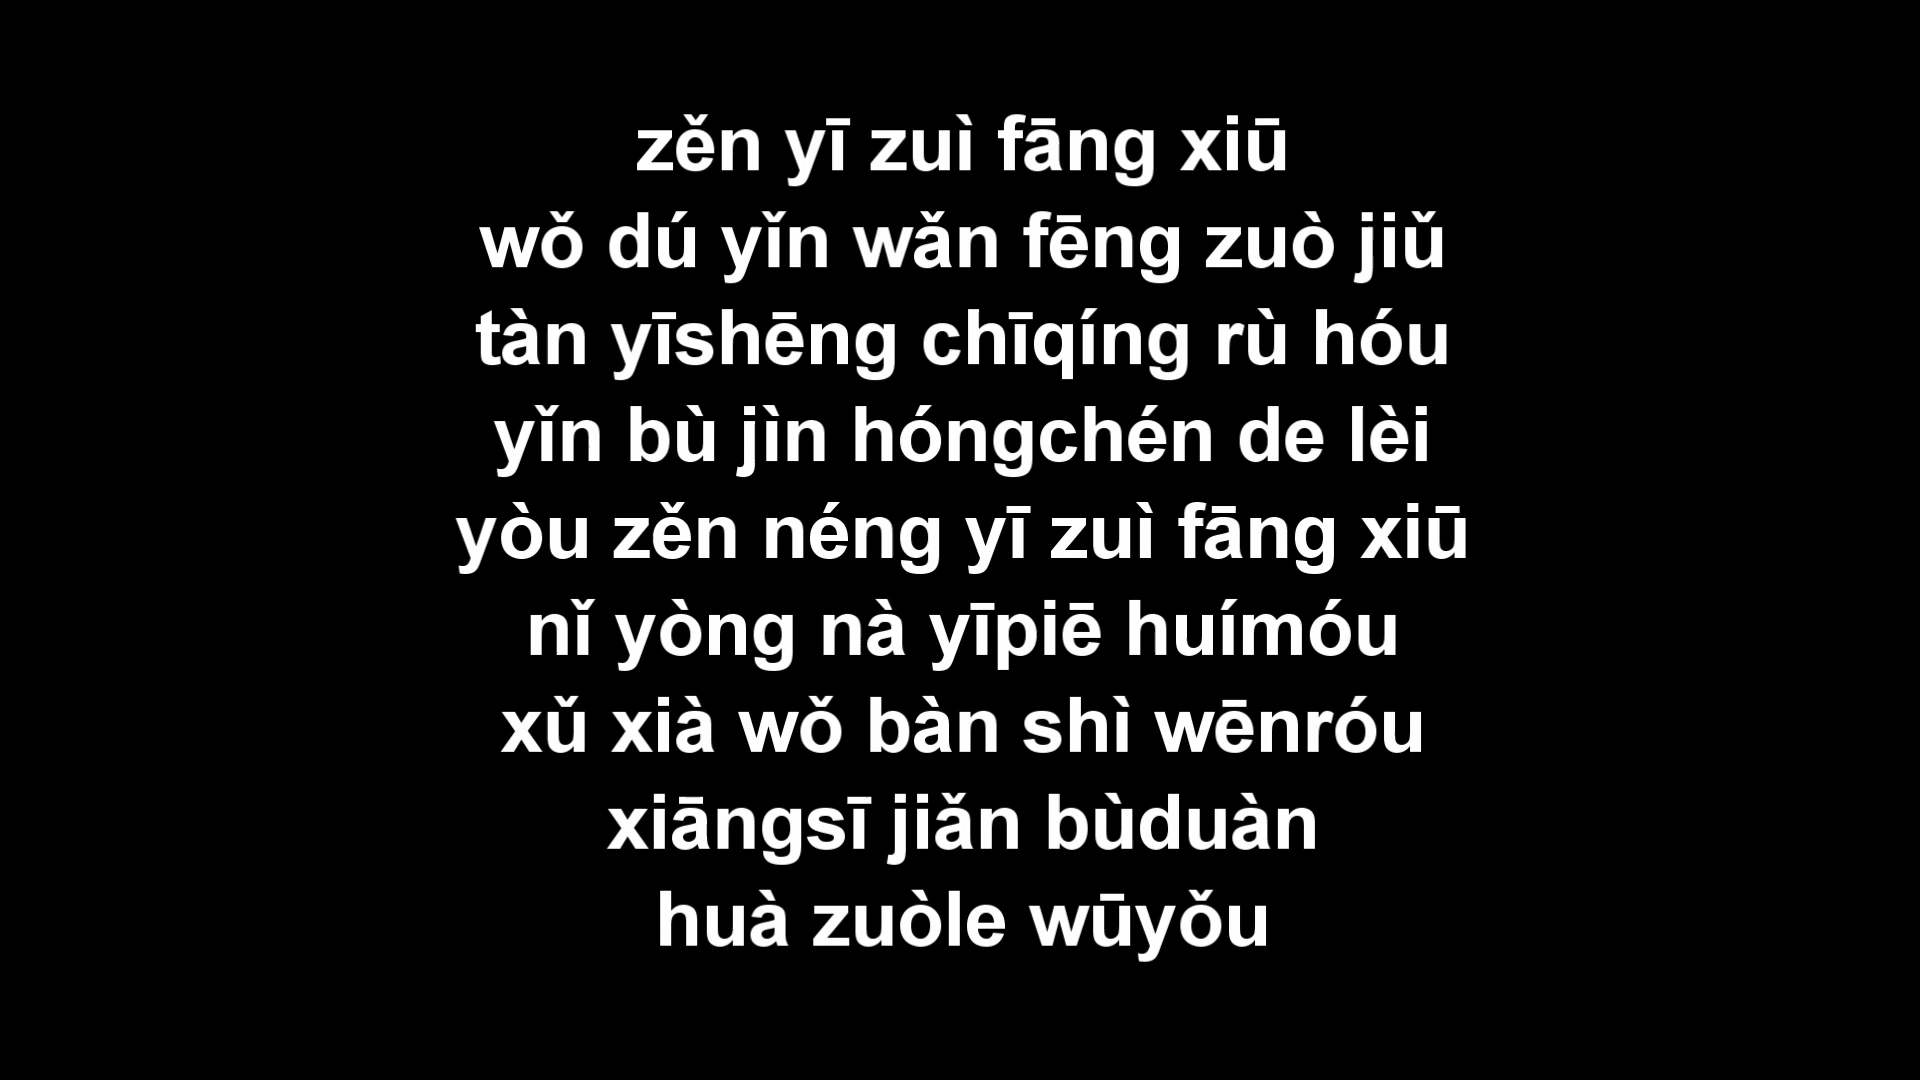 zěn yī zuì fāng xiū
wǒ dú yǐn wǎn fēng zuò jiǔ
tàn yīshēng chīqíng rù hóu
yǐn bù jìn hóngchén de lèi
yòu zěn néng yī zuì fāng xiū
nǐ yòng nà yīpiē huímóu
xǔ xià wǒ bàn shì wēnróu
xiāngsī jiǎn bùduàn
huà zuòle wūyǒu